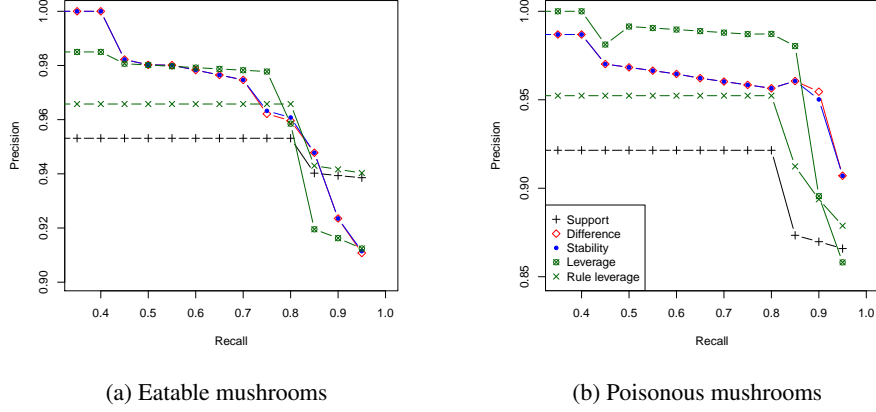 1.00
0.98
0.96
0.94
0.92
0.90
Precision
0.4 0.5 0.6 0.7 0.8 0.9 1.0
Recall
(a) Eatable mushrooms
1.00
0.95
0.90
0.85
Precision
Support
Difference
Stability
Leverage
Rule leverage
0.4 0.5 0.6 0.7 0.8 0.9 1.0
Recall
(b) Poisonous mushrooms